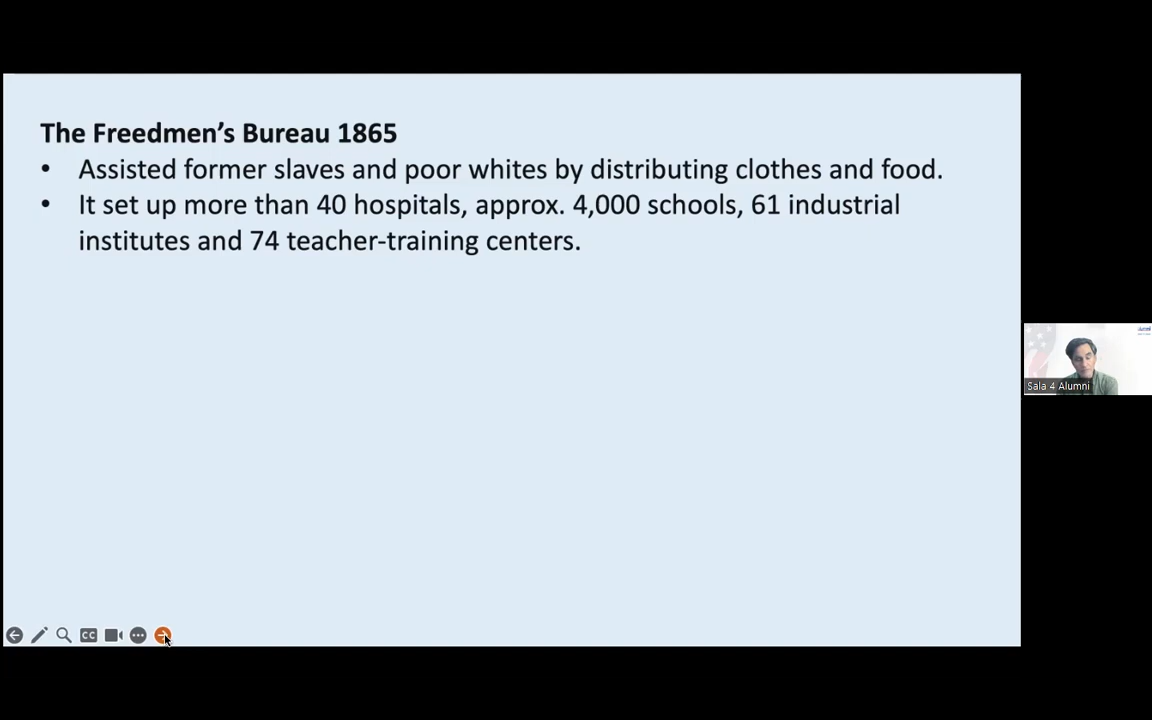 The Freedmen’s Bureau 1865
• Assisted former slaves and poor whites by distributing clothes and food.
• It set up more than 40 hospitals, approx. 4,000 schools, 61 industrial
institutes and 74 teacher-training centers.
Sala 4 Alumni
CC